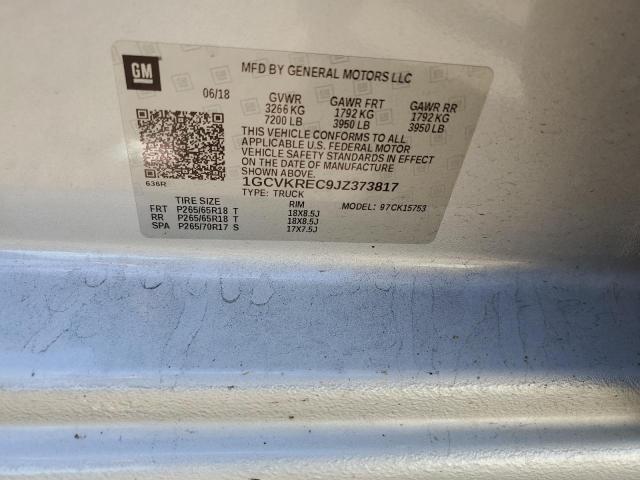 GM
MFD BY GENERAL MOTORS LLC
06/18 GVWR GAWR FRT GAWR RR
3266 KG 1792 KG 1792 KG
7200 LB 3950 LB 3950 LB
THIS VEHICLE CONFORMS TO ALL
APPLICABLE U.S. FEDERAL MOTOR
VEHICLE SAFETY STANDARDS IN
EFFECT ON THE DATE OF MANUFACTURE
SHOWN ABOVE.
636R 1GCVKREC9JZ373817
TYPE: TRUCK MODEL: 97CK15753
TIRE SIZE RIM
FRT P265/65R18 T 18X8.5J
RR P265/65R18 T 18X8.5J
SPA P265/70R17 S 17X7.5J